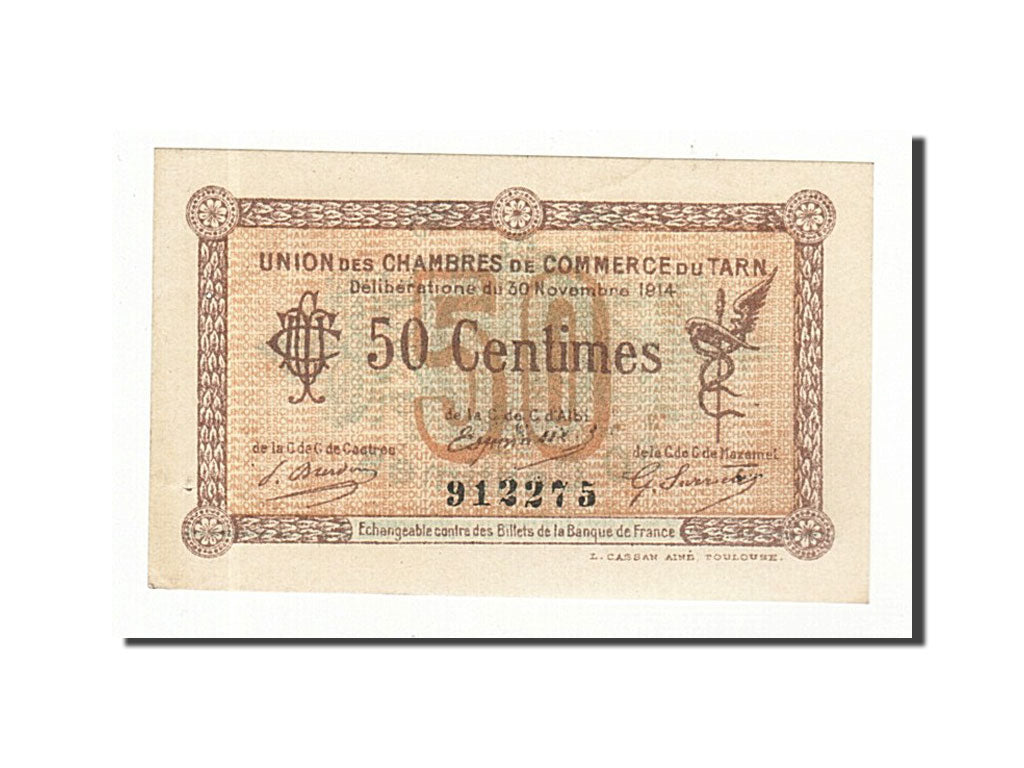 UNION DES CHAMBRES DE COMMERCE DU TARN
Déliberatione du 30 Novembre 1914
50
50 Centimes
de la C de C d'Albi
de la C de C de Castres
de la C de C de Mazamet
912275
Echangeable contre des Billets de la Banque de France
L. CASSAN AINÉ, TOULOUSE.